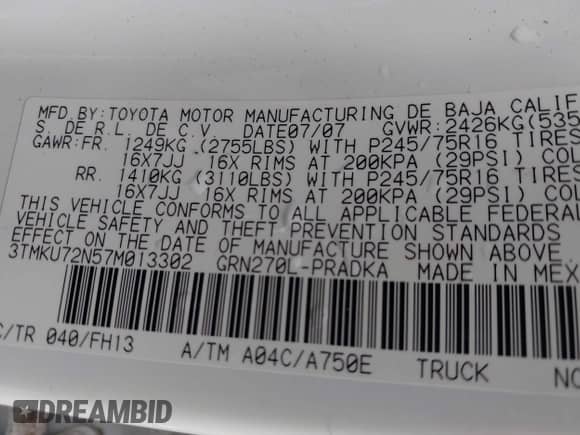 MFD.BY:TOYOTA MOTOR MANUFACTURING DE BAJA CALIF
S. DE R.L. DE C.V. DATE07/07 GVWR:2426KG(535
GAWR:FR. 1249KG (2755LBS) WITH P245/75R16 TIRES
16X7JJ 16X RIMS AT 200KPA (29PSI) COL
RR. 1410KG (3110LBS) WITH P245/75R16 TIRES
16X7JJ 16X RIMS AT 200KPA (29PSI) COL
THIS VEHICLE CONFORMS TO ALL APPLICABLE FEDERAL
VEHICLE SAFETY AND THEFT PREVENTION STANDARDS
EFFECT ON THE DATE OF MANUFACTURE SHOWN ABOVE.
3TMKU72N57M013302 GRN270L-PRADKA MADE IN MEX
C/TR 040/FH13 A/TM A04C/A750E TRUCK NO
DREAMBID